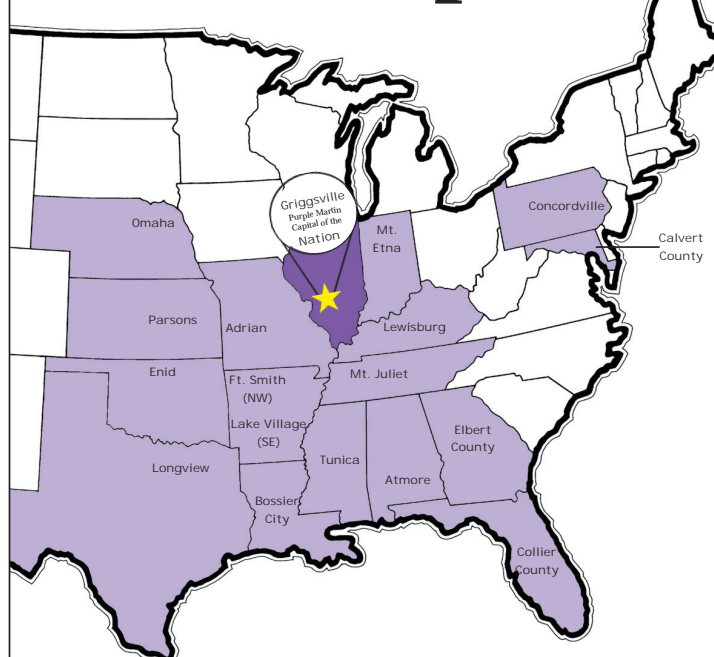 Griggsville
Purple Martin
Capital of the
Nation
Omaha
Mt.
Etna
Concordville
Calvert
County
Parsons
Adrian
Lewisburg
Enid
Ft. Smith
(NW)
Mt. Juliet
Lake Village
(SE)
Elbert
County
Longview
Tunica
Atmore
Bossier
City
Collier
County